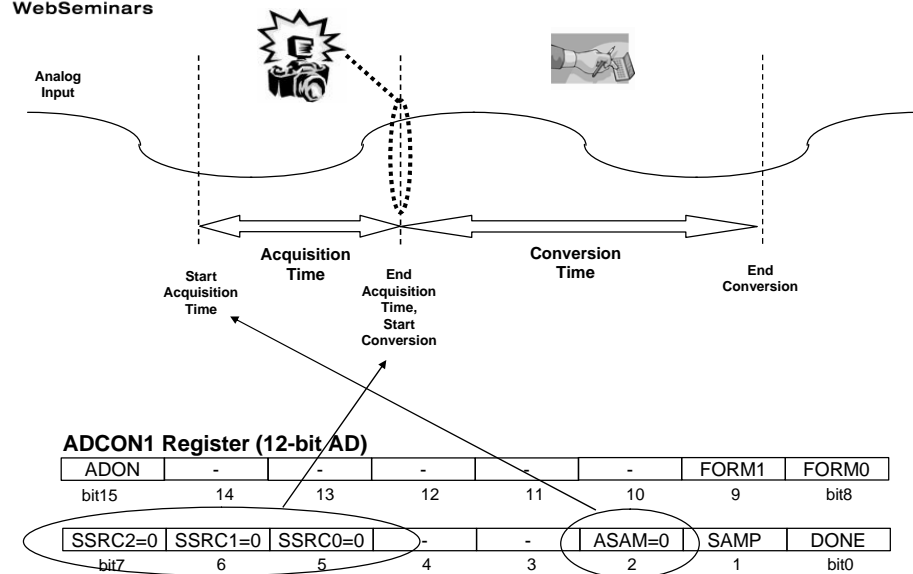 WebSeminars
Analog
Input
Acquisition
Time
Conversion
Time
Start
Acquisition
Time
End
Acquisition
Time,
Start
Conversion
End
Conversion
ADCON1 Register (12-bit AD)
ADON - - - - - FORM1 FORM0
bit15 14 13 12 11 10 9 bit8
SSRC2=0 SSRC1=0 SSRC0=0 - - ASAM=0 SAMP DONE
bit7 6 5 4 3 2 1 bit0